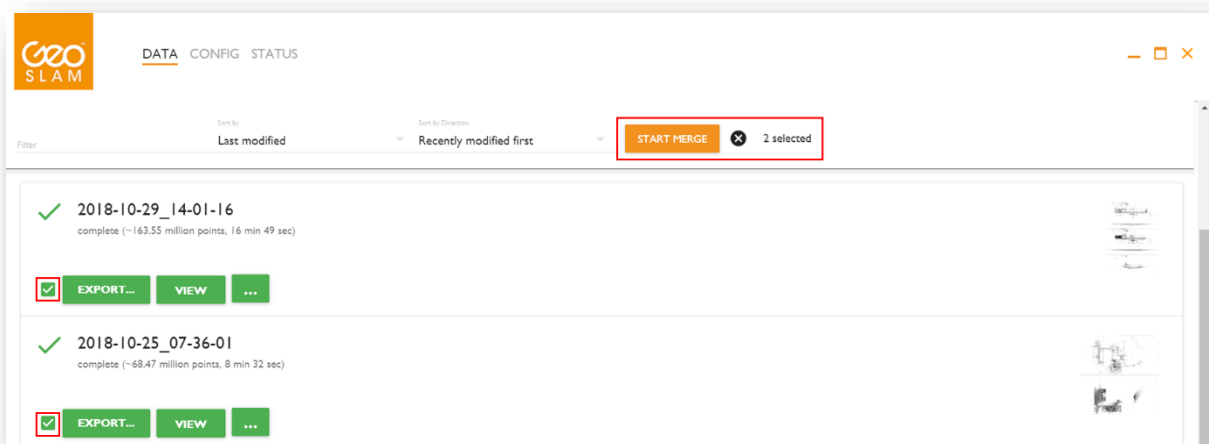 GEO
SLAM
DATA CONFIG STATUS
Filter
Sort by
Last modified
Sort by Direction
Recently modified first
START MERGE
2 selected
2018-10-29_14-01-16
complete (~163.55 million points, 16 min 49 sec)
EXPORT... VIEW ...
2018-10-25_07-36-01
complete (~68.47 million points, 8 min 32 sec)
EXPORT... VIEW ...